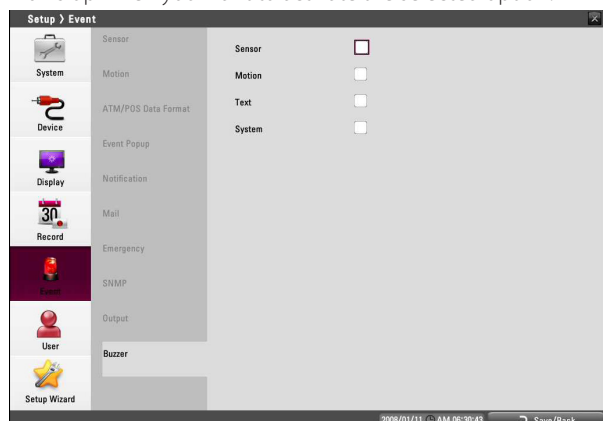 Setup > Event
System
Device
Display
30
Record
Event
User
Setup Wizard
Sensor
Motion
ATM/POS Data Format
Event Popup
Notification
Mail
Emergency
SNMP
Output
Buzzer
Sensor
Motion
Text
System
2008/01/11 AM 06:30:43
Save/Back